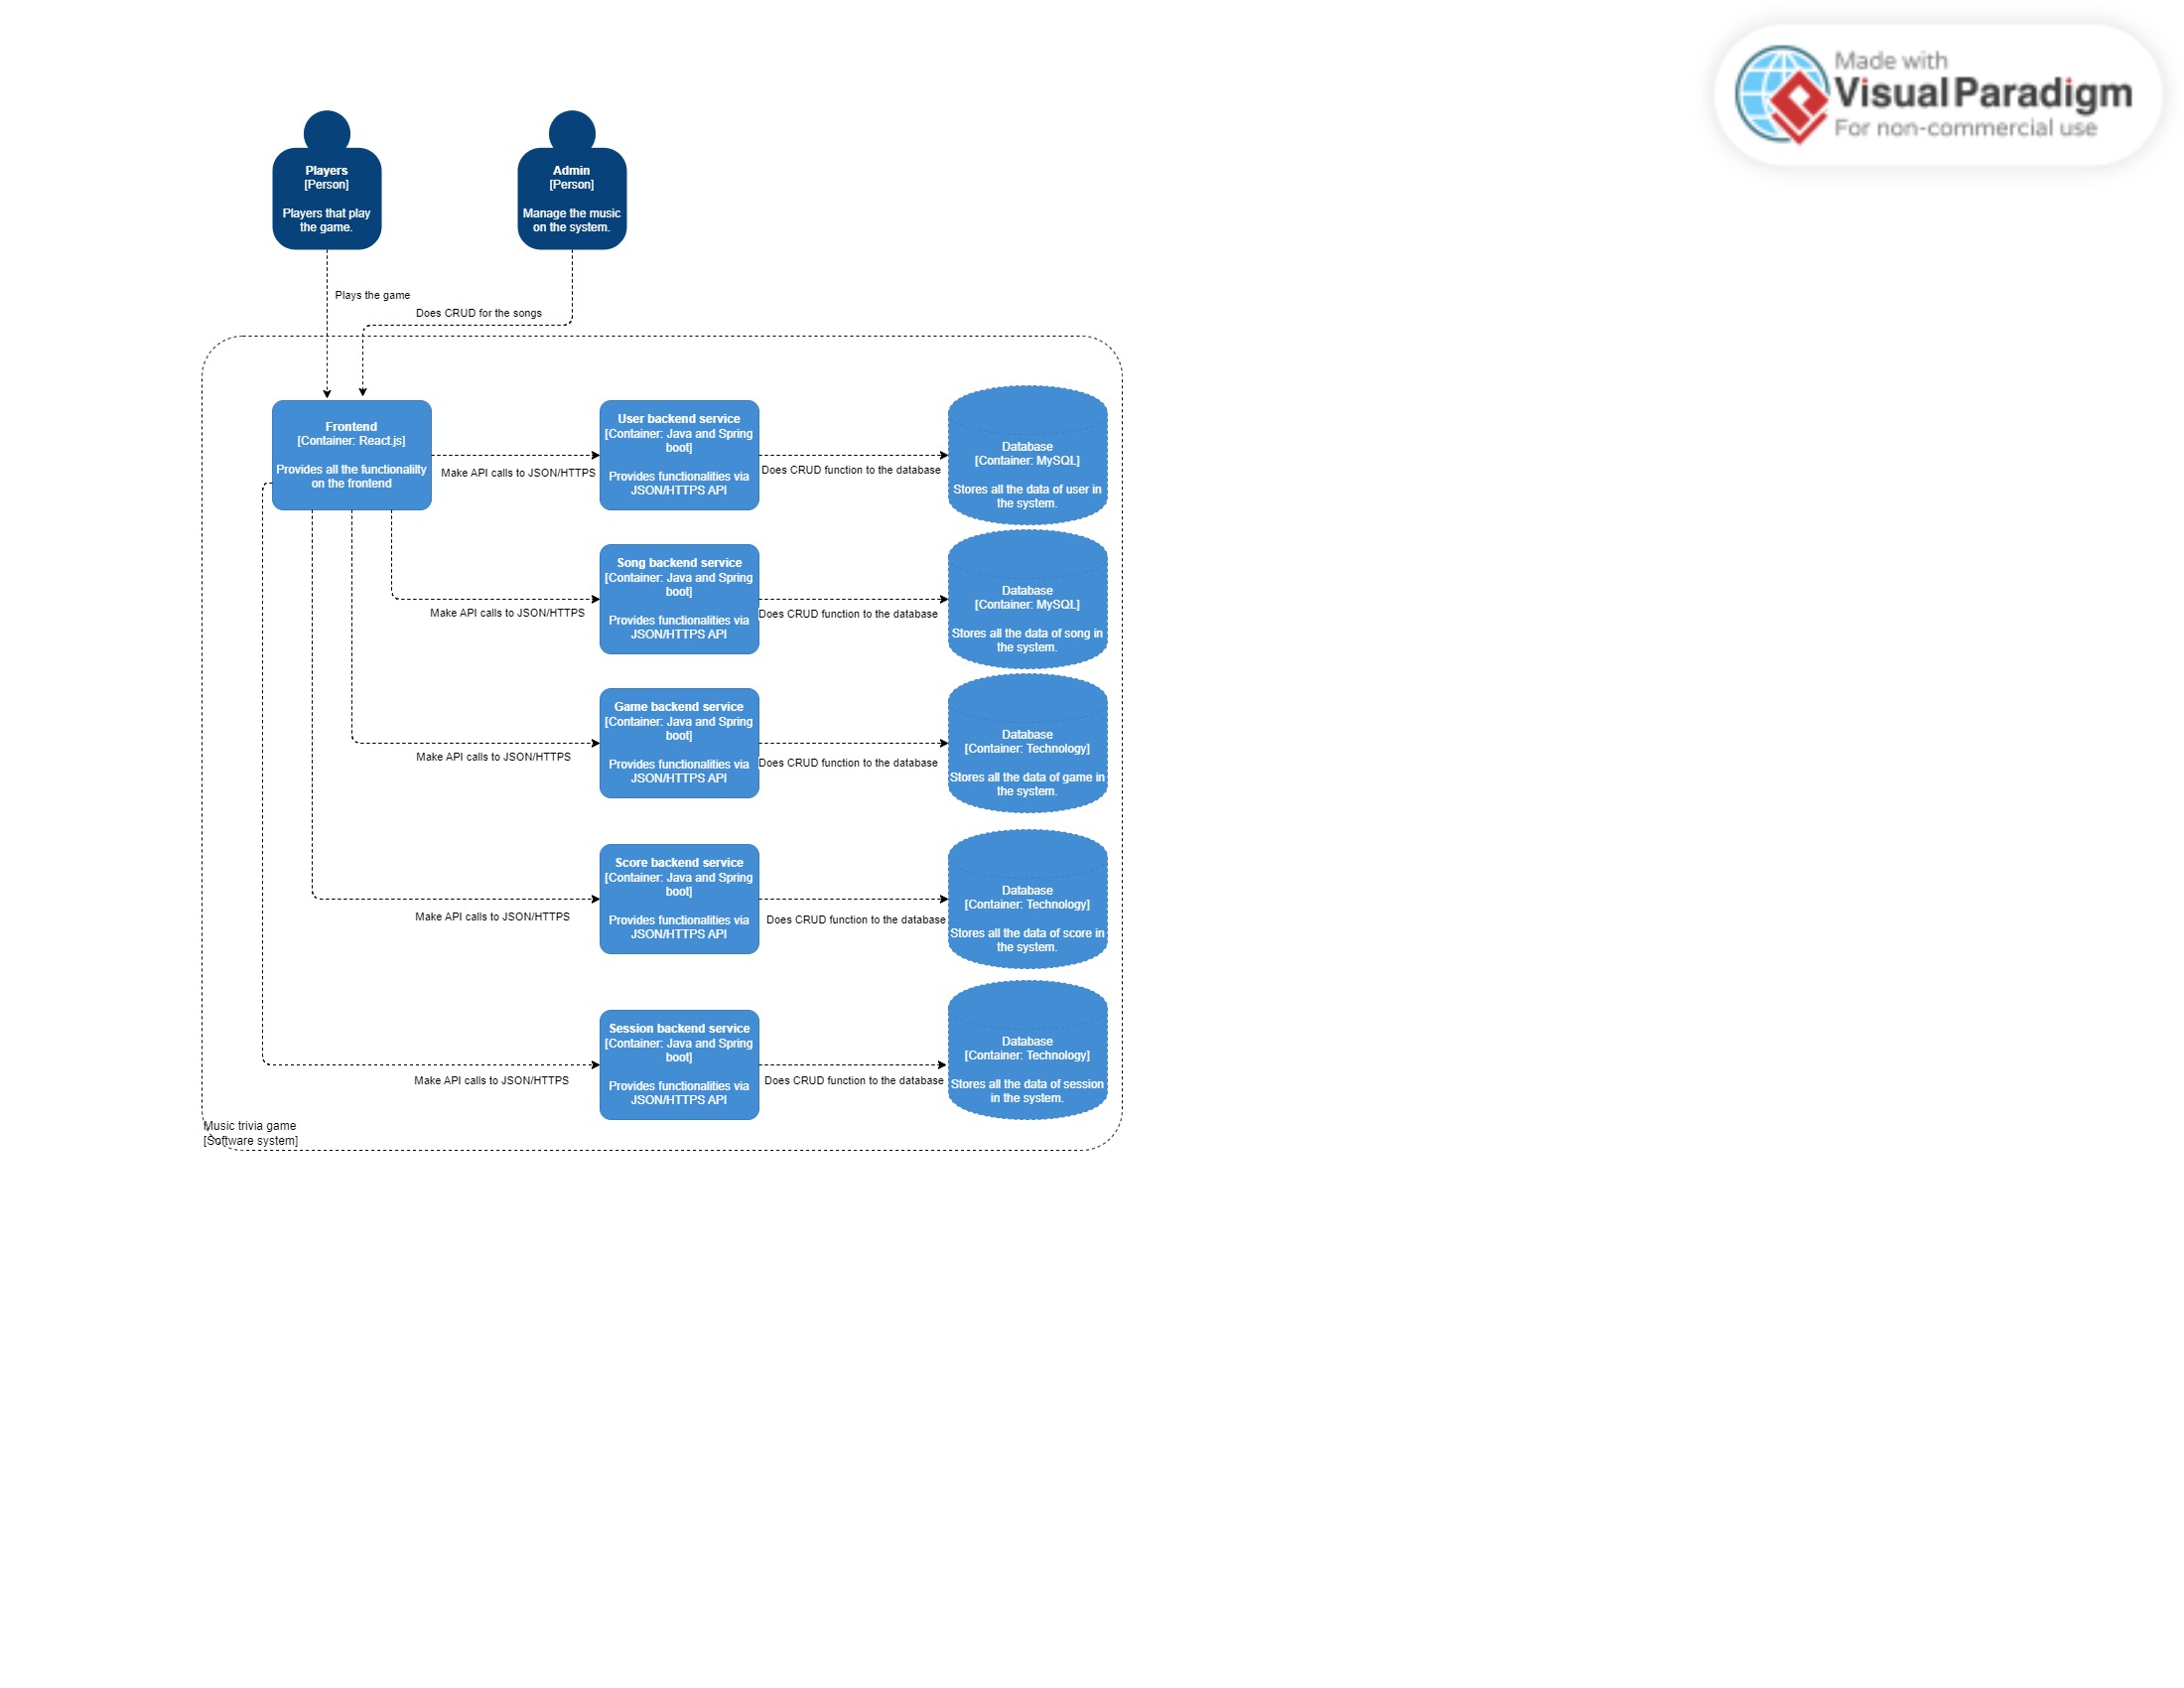 Made with
Visual Paradigm
For non-commercial use
Players
[Person]
Players that play
the game.
Admin
[Person]
Manage the music
on the system.
Plays the game
Does CRUD for the songs
Frontend
[Container: React.js]
Provides all the functionalilty
on the frontend
Make API calls to JSON/HTTPS
User backend service
[Container: Java and Spring
boot]
Provides functionalities via
JSON/HTTPS API
Does CRUD function to the database
Database
[Container: MySQL]
Stores all the data of user in
the system.
Make API calls to JSON/HTTPS
Song backend service
[Container: Java and Spring
boot]
Provides functionalities via
JSON/HTTPS API
Does CRUD function to the database
Database
[Container: MySQL]
Stores all the data of song in
the system.
Make API calls to JSON/HTTPS
Game backend service
[Container: Java and Spring
boot]
Provides functionalities via
JSON/HTTPS API
Does CRUD function to the database
Database
[Container: Technology]
Stores all the data of game in
the system.
Make API calls to JSON/HTTPS
Score backend service
[Container: Java and Spring
boot]
Provides functionalities via
JSON/HTTPS API
Does CRUD function to the database
Database
[Container: Technology]
Stores all the data of score in
the system.
Make API calls to JSON/HTTPS
Session backend service
[Container: Java and Spring
boot]
Provides functionalities via
JSON/HTTPS API
Does CRUD function to the database
Database
[Container: Technology]
Stores all the data of session
in the system.
Music trivia game
[Software system]